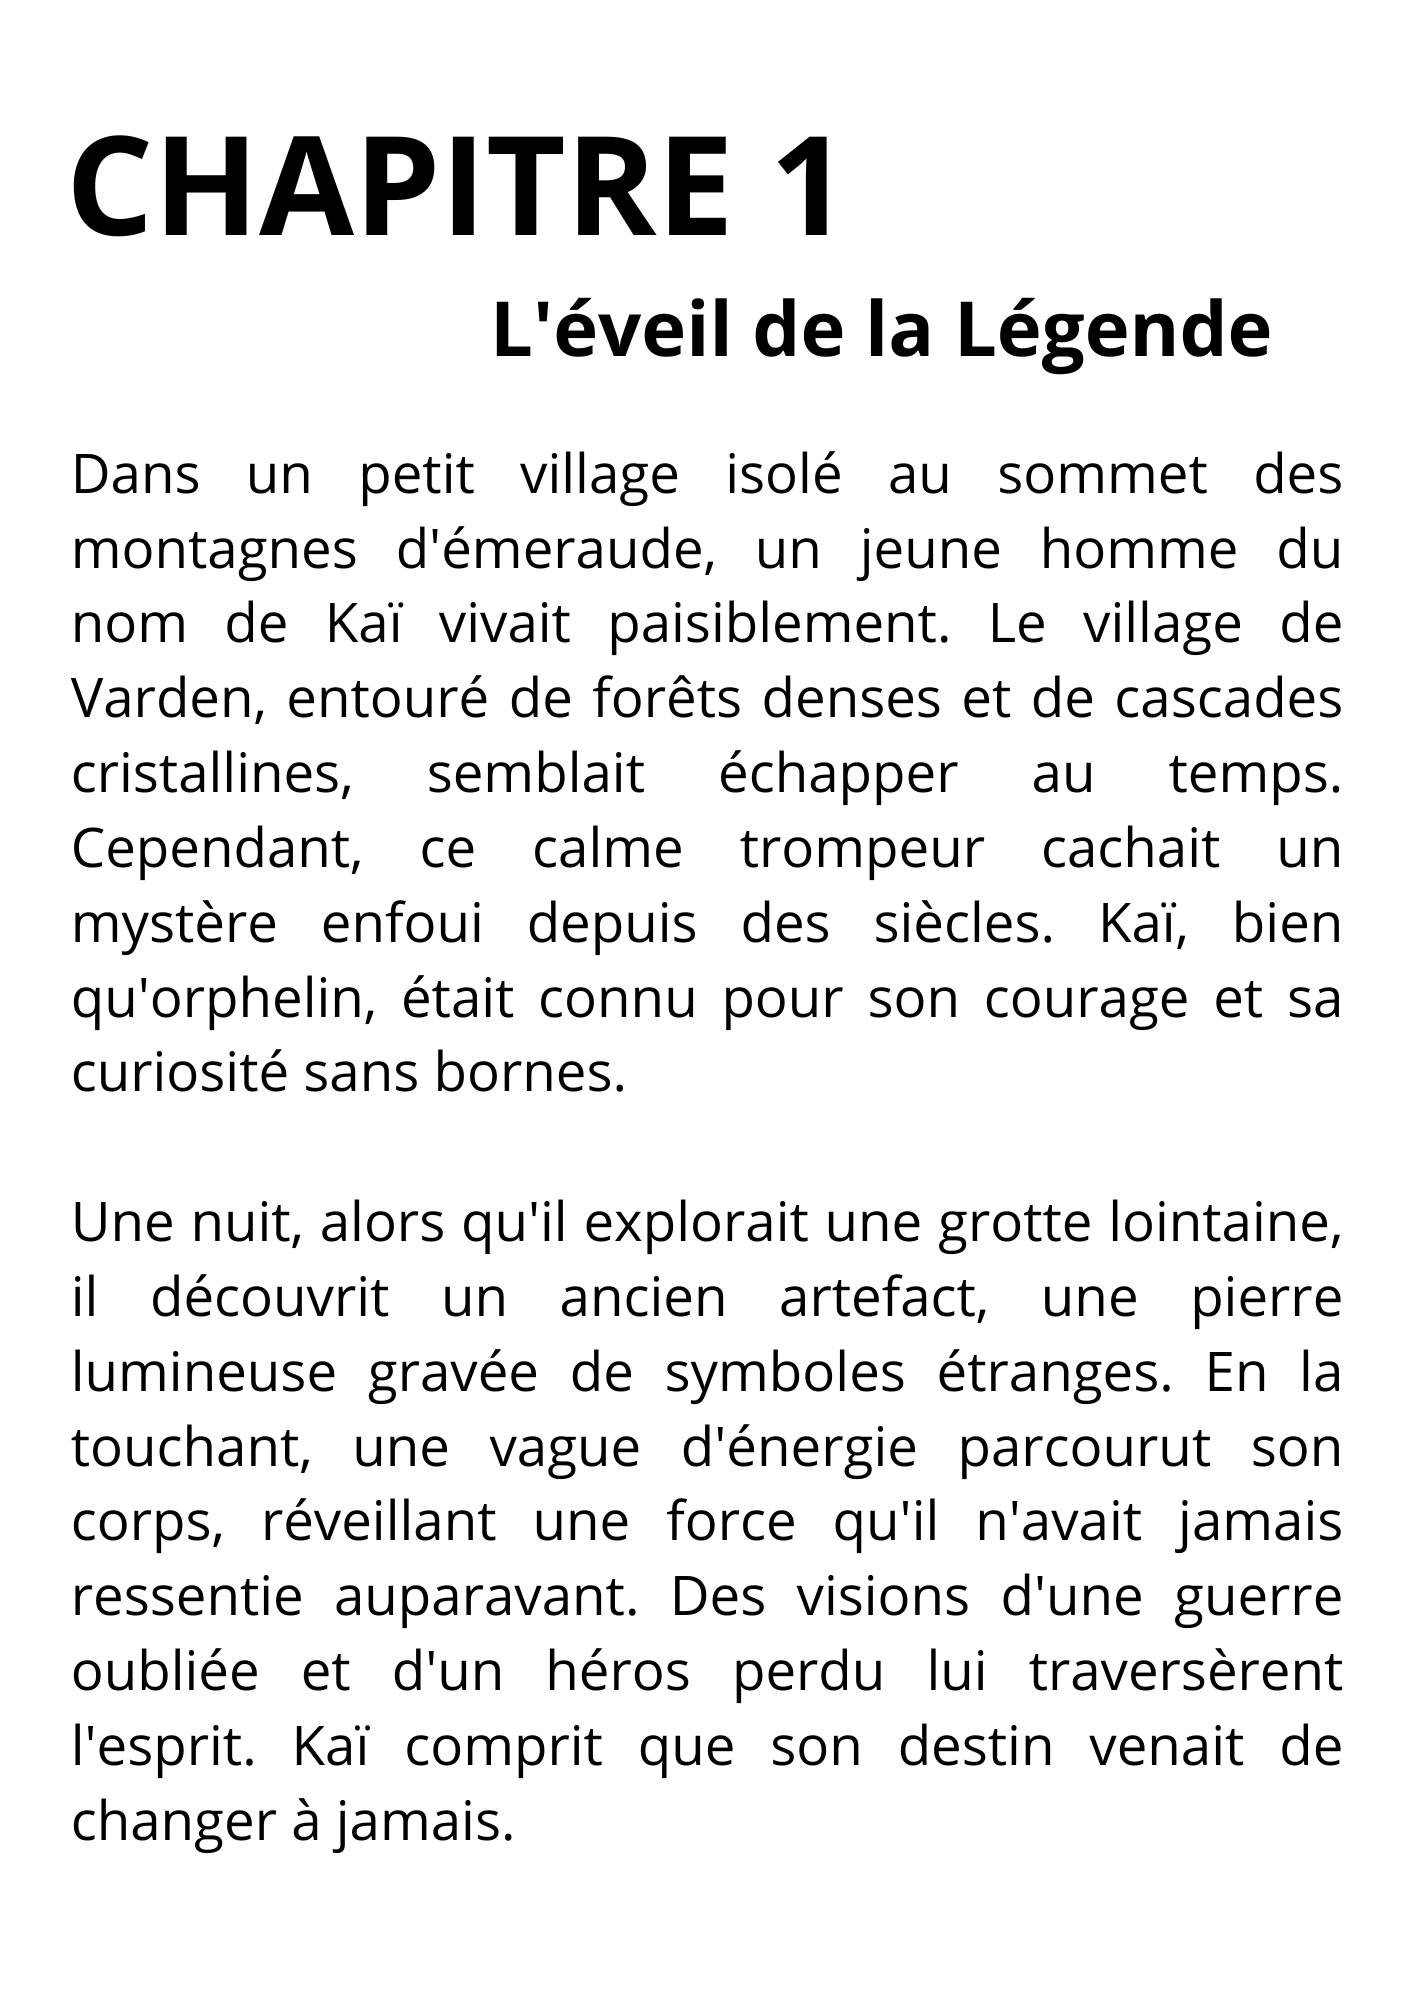 CHAPITRE 1
L'éveil de la Légende
Dans un petit village isolé au sommet des
montagnes d'émeraude, un jeune homme du
nom de Kaï vivait paisiblement. Le village de
Varden, entouré de forêts denses et de cascades
cristallines, semblait échapper au temps.
Cependant, ce calme trompeur cachait un
mystère enfoui depuis des siècles. Kaï, bien
qu'orphelin, était connu pour son courage et sa
curiosité sans bornes.
Une nuit, alors qu'il explorait une grotte lointaine,
il découvrit un ancien artefact, une pierre
lumineuse gravée de symboles étranges. En la
touchant, une vague d'énergie parcourut son
corps, réveillant une force qu'il n'avait jamais
ressentie auparavant. Des visions d'une guerre
oubliée et d'un héros perdu lui traversèrent
l'esprit. Kaï comprit que son destin venait de
changer à jamais.